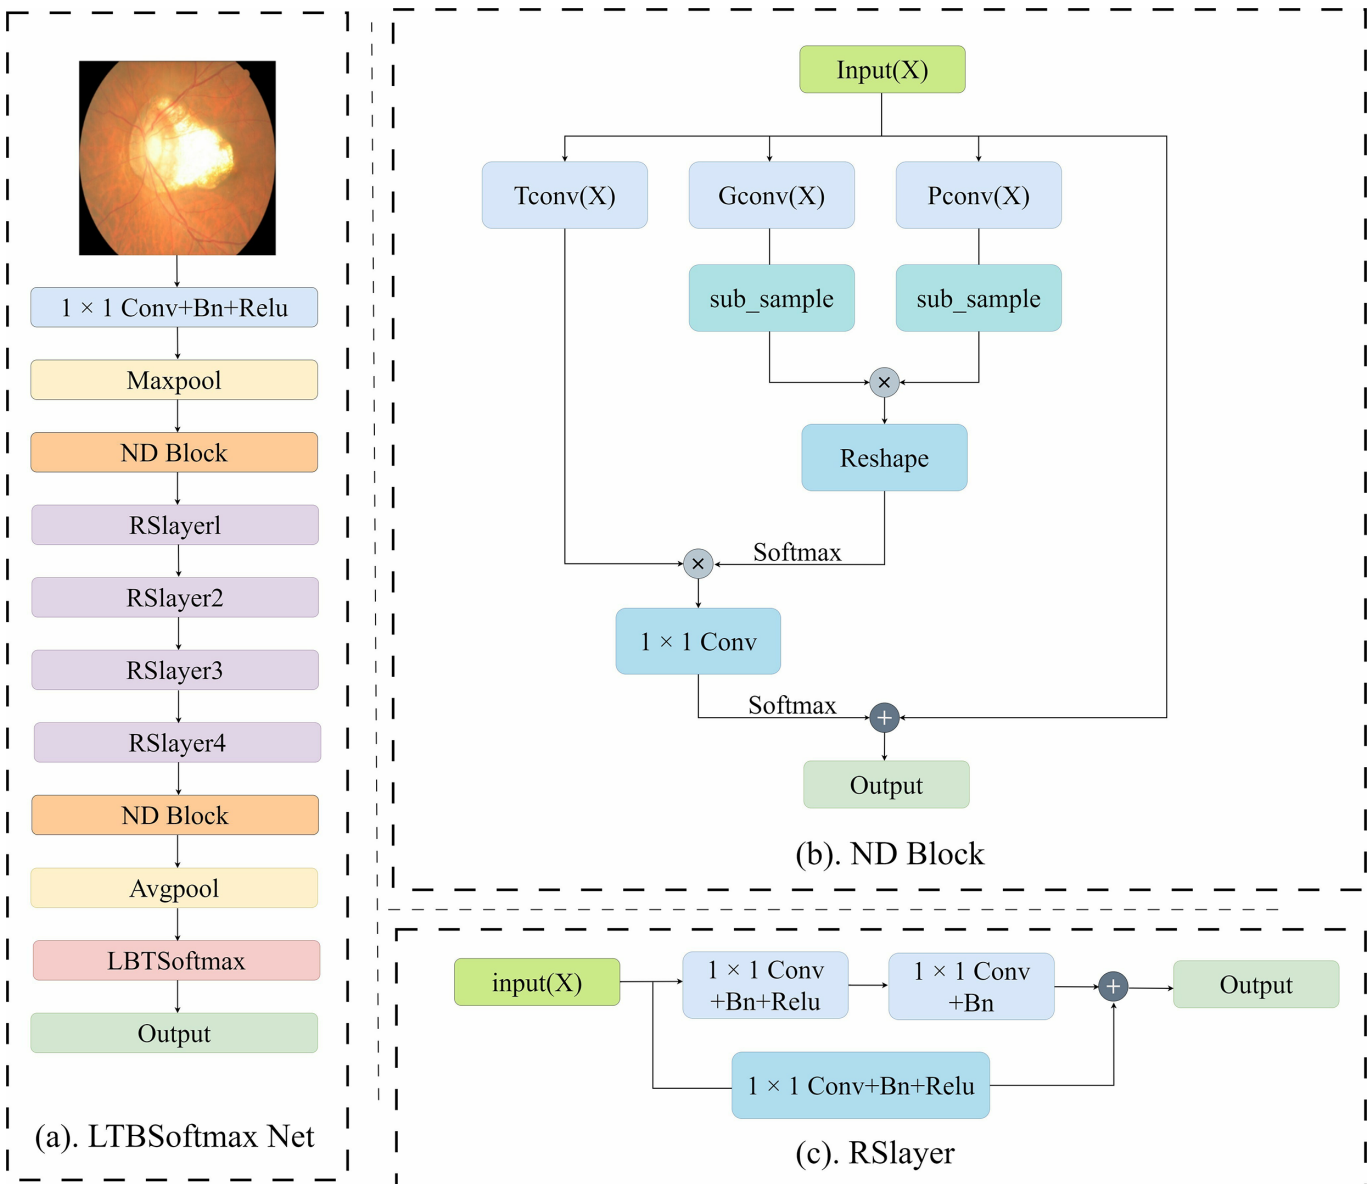 1 × 1 Conv+Bn+Relu
Maxpool
ND Block
RSlayerl
RSlayer2
RSlayer3
RSlayer4
ND Block
Avgpool
LBTSoftmax
Output
(a). LTBSoftmax Net
Input(X)
Tconv(X)
Gconv(X)
Pconv(X)
sub_sample
sub_sample
×
Reshape
Softmax
×
1 × 1 Conv
Softmax
+
Output
(b). ND Block
input(X)
1 × 1 Conv
+Bn+Relu
1 × 1 Conv
+Bn
+
Output
1 × 1 Conv+Bn+Relu
(c). RSlayer